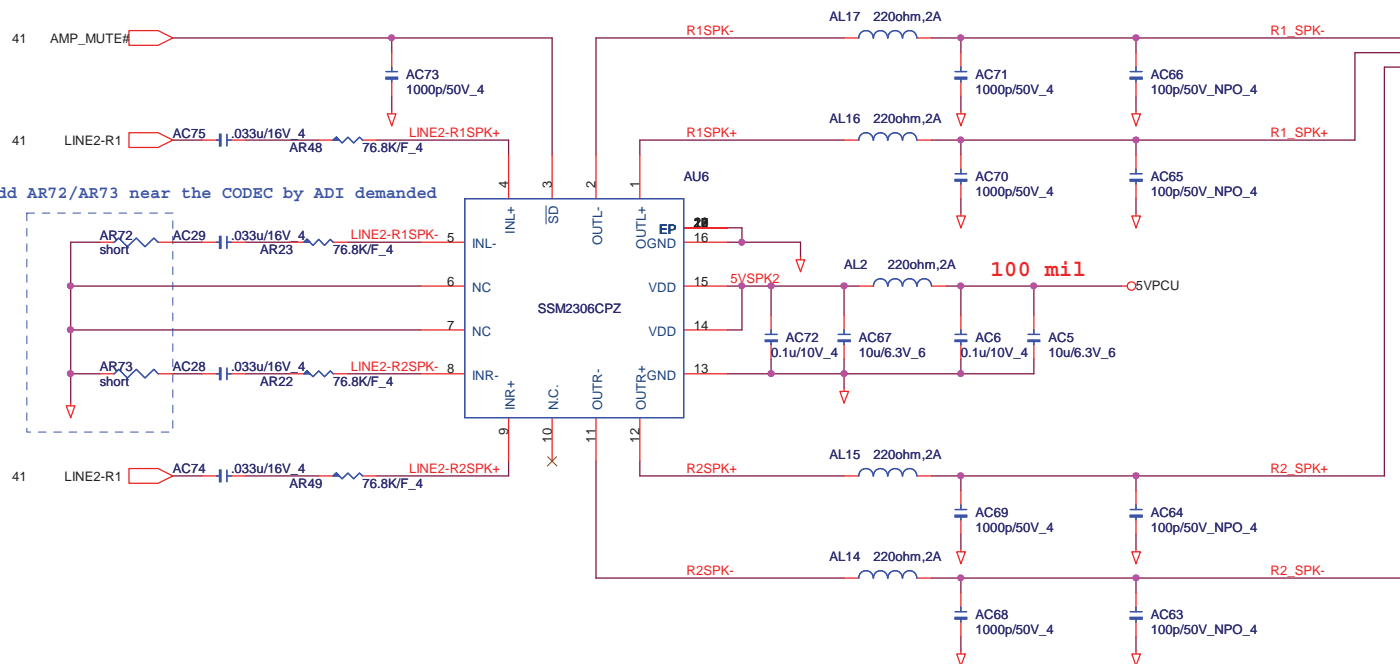 AL17 220ohm,2A
41 AMP_MUTE#
R1SPK-
R1_SPK-
AC73
1000p/50V_4
AC71
1000p/50V_4
AC66
100p/50V_NPO_4
41 LINE2-R1
AC75 .033u/16V_4
AR48 76.8K/F_4
LINE2-R1SPK+
R1SPK+
AL16 220ohm,2A
R1_SPK+
AC70
1000p/50V_4
AC65
100p/50V_NPO_4
dd AR72/AR73 near the CODEC by ADI demanded
4 3 2 1
AU6
INL+ SD OUTL- OUTL+
AR72
short
AC29 .033u/16V_4
AR23 76.8K/F_4
LINE2-R1SPK-
5 INL-
EP
OGND 16
6 NC
VDD 15
5VSPK2
AL2 220ohm,2A
100 mil
5VPCU
SSM2306CPZ
7 NC
VDD 14
AC72
0.1u/10V_4
AC67
10u/6.3V_6
AC6
0.1u/10V_4
AC5
10u/6.3V_6
AR73
short
AC28 .033u/16V_4
AR22 76.8K/F_4
LINE2-R2SPK-
8 INR-
GND 13
INR+ N.C. OUTR- OUTR+
9 10 11 12
41 LINE2-R1
AC74 .033u/16V_4
AR49 76.8K/F_4
LINE2-R2SPK+
R2SPK+
AL15 220ohm,2A
R2_SPK+
AC69
1000p/50V_4
AC64
100p/50V_NPO_4
R2SPK-
AL14 220ohm,2A
R2_SPK-
AC68
1000p/50V_4
AC63
100p/50V_NPO_4